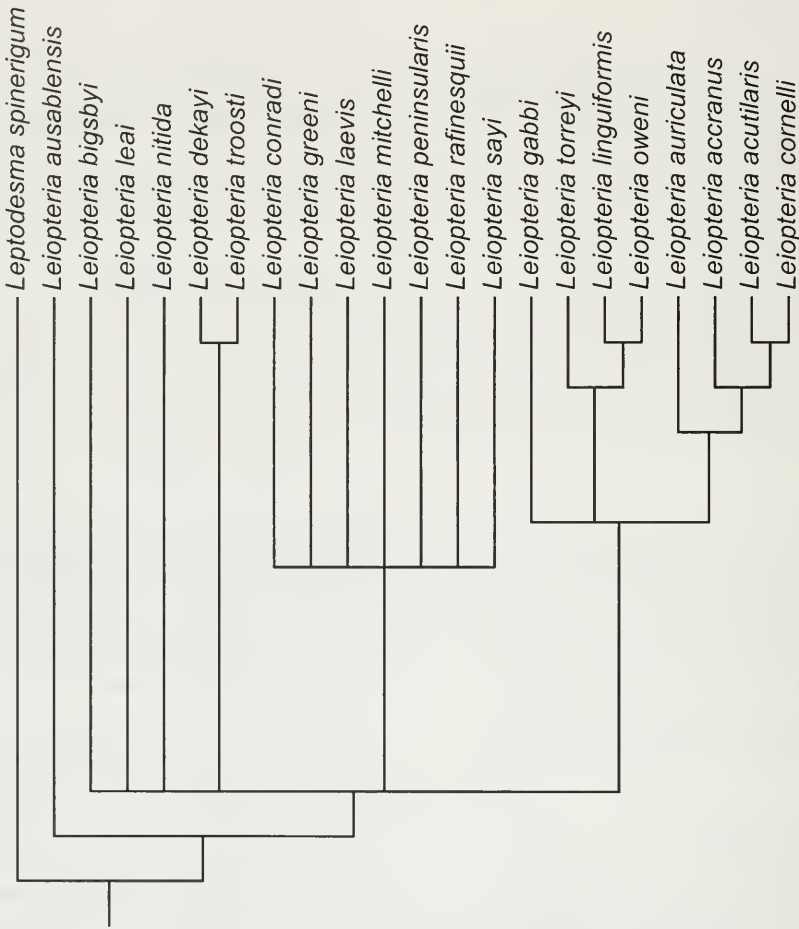 Leptodesma spinerigum
Leiopteria ausablensis
Leiopteria bigsbyi
Leiopteria leai
Leiopteria nitida
Leiopteria dekayi
Leiopteria troosti
Leiopteria conradi
Leiopteria greeni
Leiopteria laevis
Leiopteria mitchelli
Leiopteria peninsularis
Leiopteria rafinesquii
Leiopteria sayi
Leiopteria gabbi
Leiopteria torreyi
Leiopteria linguiformis
Leiopteria oweni
Leiopteria auriculata
Leiopteria accranus
Leiopteria acutilaris
Leiopteria cornelli